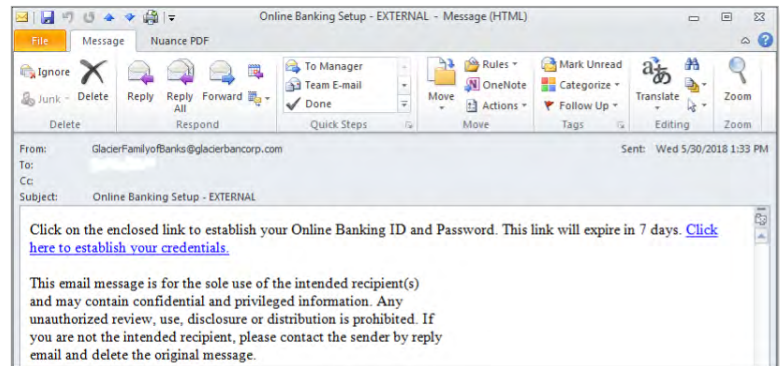 Online Banking Setup - EXTERNAL - Message (HTML)
File Message Nuance PDF
Ignore
Junk
Delete
Reply
Reply All
Forward
To Manager
Team E-mail
Done
Move
Rules
OneNote
Actions
Mark Unread
Categorize
Follow Up
Translate
Zoom
Delete Respond Quick Steps Move Tags Editing Zoom
From: GlacierFamilyofBanks@glacierbancorp.com Sent: Wed 5/30/2018 1:33 PM
To:
Cc:
Subject: Online Banking Setup - EXTERNAL
Click on the enclosed link to establish your Online Banking ID and Password. This link will expire in 7 days. Click
here to establish your credentials.
This email message is for the sole use of the intended recipient(s)
and may contain confidential and privileged information. Any
unauthorized review, use, disclosure or distribution is prohibited. If
you are not the intended recipient, please contact the sender by reply
email and delete the original message.